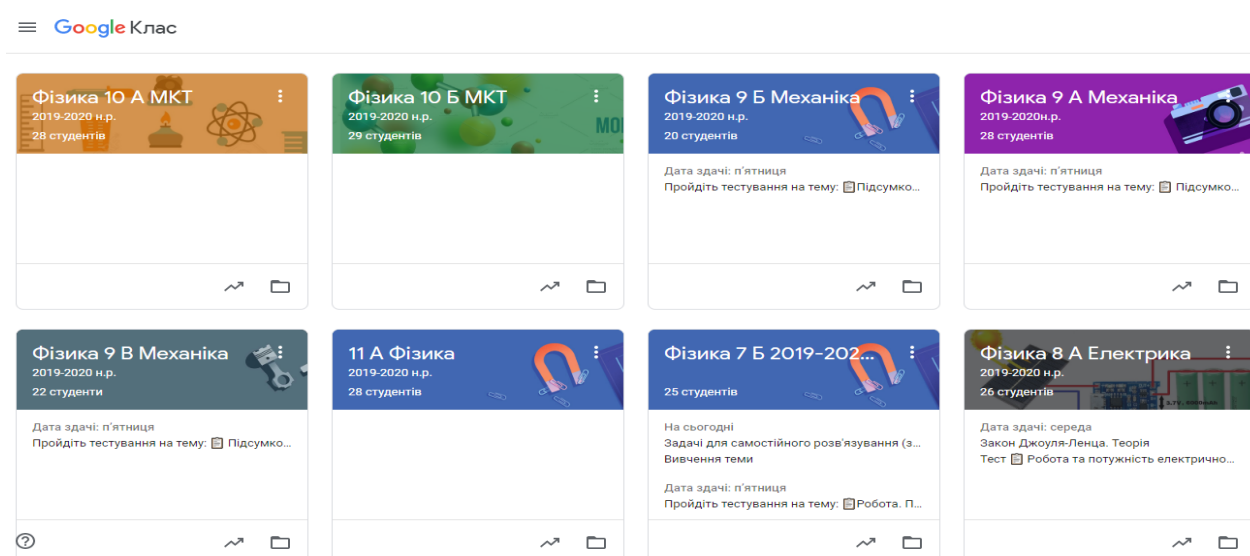 Google Клас
Фізика 10 А МКТ
2019-2020 н.р.
28 студентів
Фізика 10 Б МКТ
2019-2020 н.р.
29 студентів
Фізика 9 Б Механіка
2019-2020 н.р.
20 студентів
Дата здачі: п'ятниця
Пройдіть тестування на тему: 📋Підсумко...
Фізика 9 А Механіка
2019-2020н.р.
28 студентів
Дата здачі: п'ятниця
Пройдіть тестування на тему: 📋 Підсумко...
Фізика 9 В Механіка
2019-2020 н.р.
22 студенти
Дата здачі: п'ятниця
Пройдіть тестування на тему: 📋 Підсумко...
11 А Фізика
2019-2020 н.р.
28 студентів
Фізика 7 Б 2019-202...
25 студентів
На сьогодні
Задачі для самостійного розв'язування (з...
Вивчення теми
Дата здачі: п'ятниця
Пройдіть тестування на тему: 📋Робота. П...
Фізика 8 А Електрика
2019-2020 н.р.
26 студентів
Дата здачі: середа
Закон Джоуля-Ленца. Теорія
Тест 📋 Робота та потужність електрично...